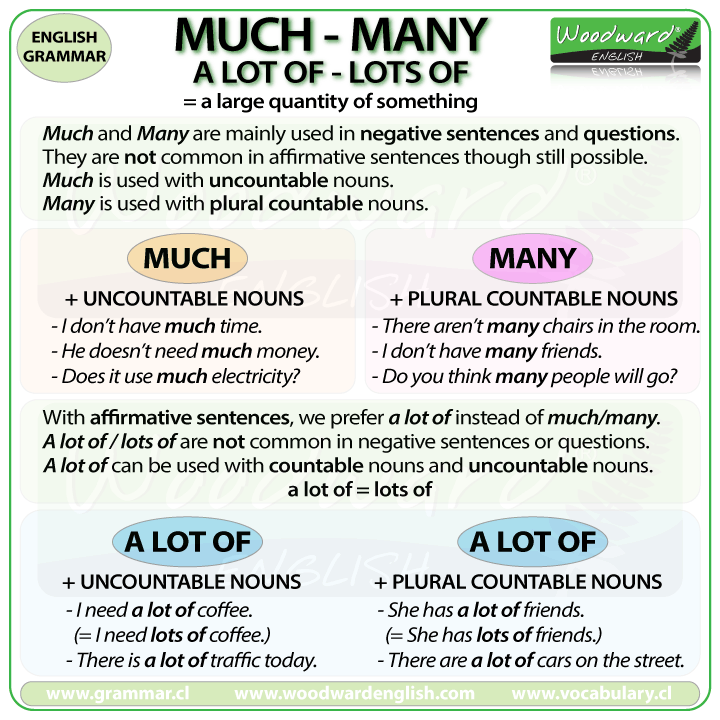 ENGLISH
GRAMMAR
MUCH - MANY
A LOT OF - LOTS OF
= a large quantity of something
Woodward®
ENGLISH
Much and Many are mainly used in negative sentences and questions.
They are not common in affirmative sentences though still possible.
Much is used with uncountable nouns.
Many is used with plural countable nouns.
MUCH
+ UNCOUNTABLE NOUNS
- I don't have much time.
- He doesn't need much money.
- Does it use much electricity?
MANY
+ PLURAL COUNTABLE NOUNS
- There aren't many chairs in the room.
- I don't have many friends.
- Do you think many people will go?
With affirmative sentences, we prefer a lot of instead of much/many.
A lot of / lots of are not common in negative sentences or questions.
A lot of can be used with countable nouns and uncountable nouns.
a lot of = lots of
A LOT OF
+ UNCOUNTABLE NOUNS
- I need a lot of coffee.
(= I need lots of coffee.)
- There is a lot of traffic today.
A LOT OF
+ PLURAL COUNTABLE NOUNS
- She has a lot of friends.
(= She has lots of friends.)
- There are a lot of cars on the street.
www.grammar.cl www.woodwardenglish.com www.vocabulary.cl